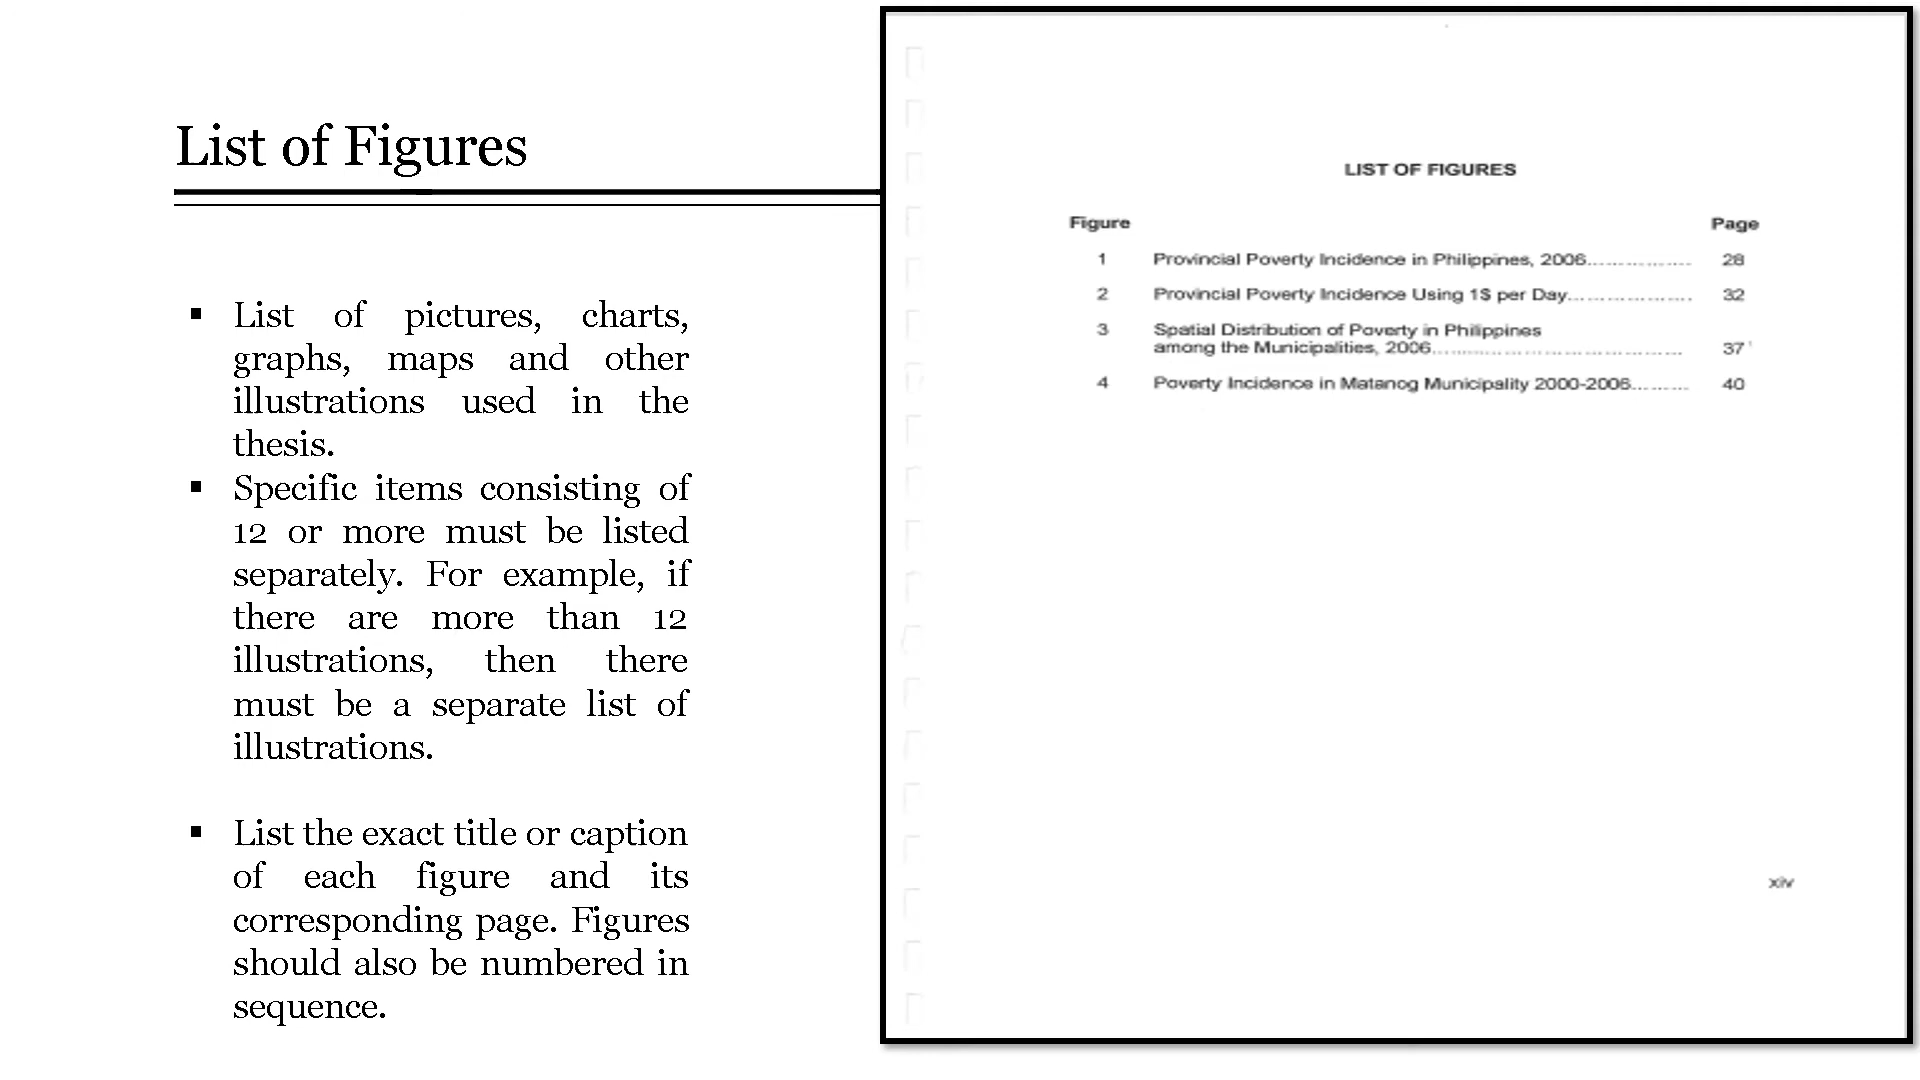 List of Figures
▪ List of pictures, charts,
graphs, maps and other
illustrations used in the
thesis.
▪ Specific items consisting of
12 or more must be listed
separately. For example, if
there are more than 12
illustrations, then there
must be a separate list of
illustrations.
▪ List the exact title or caption
of each figure and its
corresponding page. Figures
should also be numbered in
sequence.
LIST OF FIGURES
Figure Page
1 Provincial Poverty Incidence in Philippines, 2006................ 28
2 Provincial Poverty Incidence Using 1$ per Day................... 32
3 Spatial Distribution of Poverty in Philippines
among the Municipalities, 2006...................................... 37
4 Poverty Incidence in Matanog Municipality 2000-2006......... 40
xiv